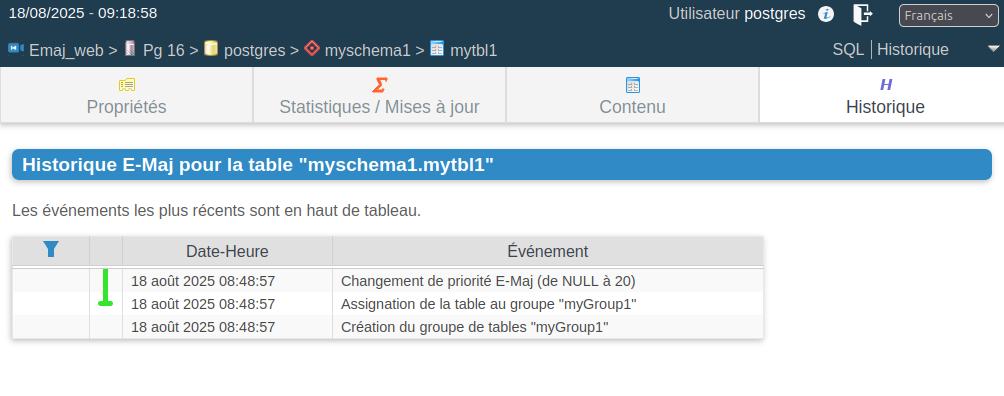 18/08/2025 - 09:18:58
Utilisateur postgres
Français
Emaj_web > Pg 16 > postgres > myschema1 > mytbl1
SQL | Historique
Propriétés
Statistiques / Mises à jour
Contenu
Historique
Historique E-Maj pour la table "myschema1.mytbl1"
Les événements les plus récents sont en haut de tableau.
Date-Heure Événement
18 août 2025 08:48:57 Changement de priorité E-Maj (de NULL à 20)
18 août 2025 08:48:57 Assignation de la table au groupe "myGroup1"
18 août 2025 08:48:57 Création du groupe de tables "myGroup1"